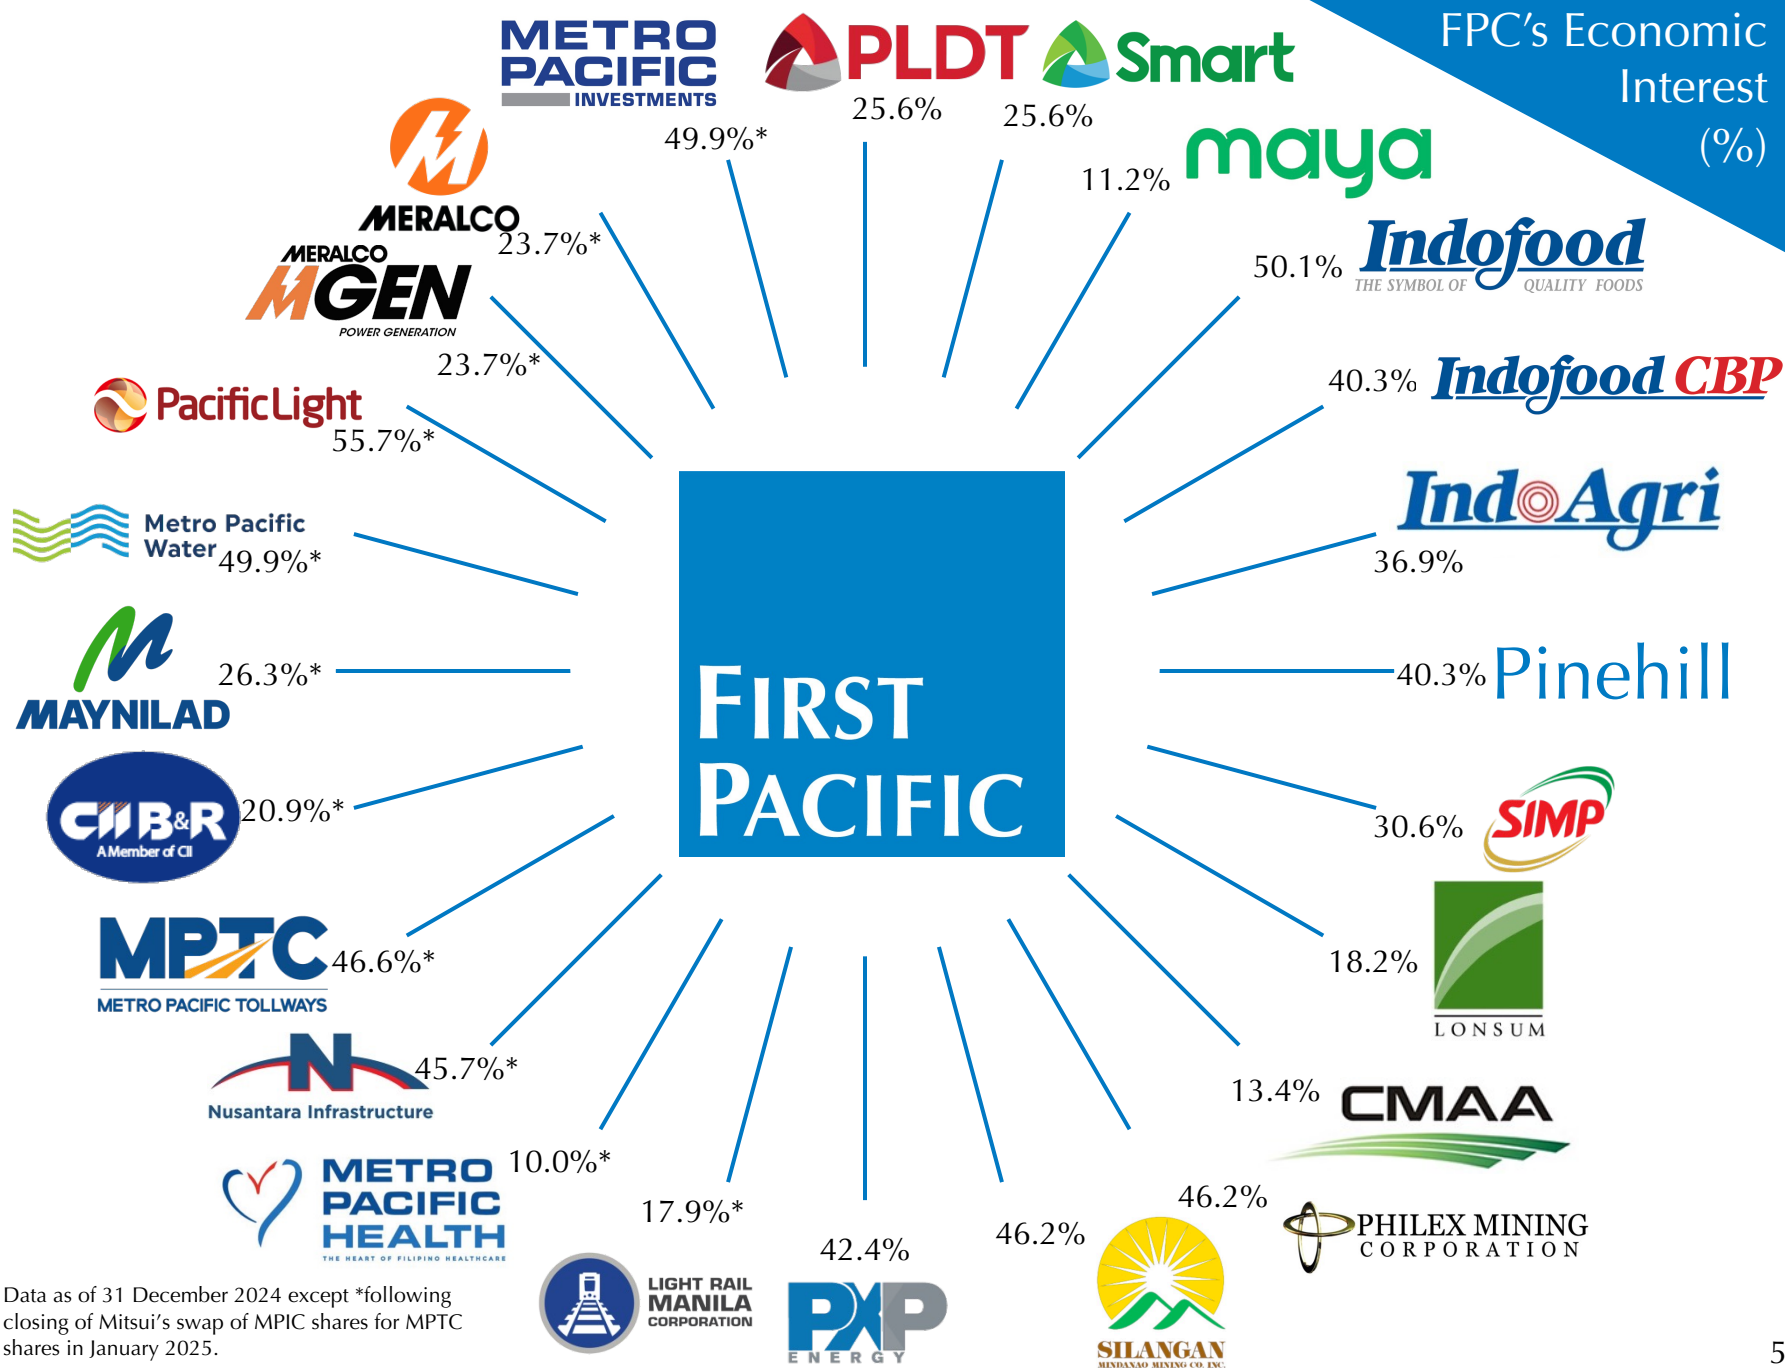 FPC’s Economic
Interest
(%)
METRO
PACIFIC
INVESTMENTS
49.9%*
PLDT
25.6%
Smart
25.6%
maya
11.2%
Indofood
THE SYMBOL OF QUALITY FOODS
50.1%
Indofood CBP
40.3%
IndoAgri
36.9%
Pinehill
40.3%
SIMP
30.6%
LONSUM
18.2%
CMAA
13.4%
PHILEX MINING
CORPORATION
46.2%
SILANGAN
MINDANAO MINING CO. INC.
46.2%
PXP
ENERGY
42.4%
LIGHT RAIL
MANILA
CORPORATION
17.9%*
METRO
PACIFIC
HEALTH
THE HEART OF FILIPINO HEALTHCARE
10.0%*
Nusantara Infrastructure
45.7%*
MPTC
METRO PACIFIC TOLLWAYS
46.6%*
CII B&R
A Member of CII
20.9%*
MAYNILAD
26.3%*
Metro Pacific
Water
49.9%*
PacificLight
55.7%*
MERALCO
MGEN
POWER GENERATION
23.7%*
MERALCO
23.7%*
FIRST
PACIFIC
Data as of 31 December 2024 except *following
closing of Mitsui’s swap of MPIC shares for MPTC
shares in January 2025.
5